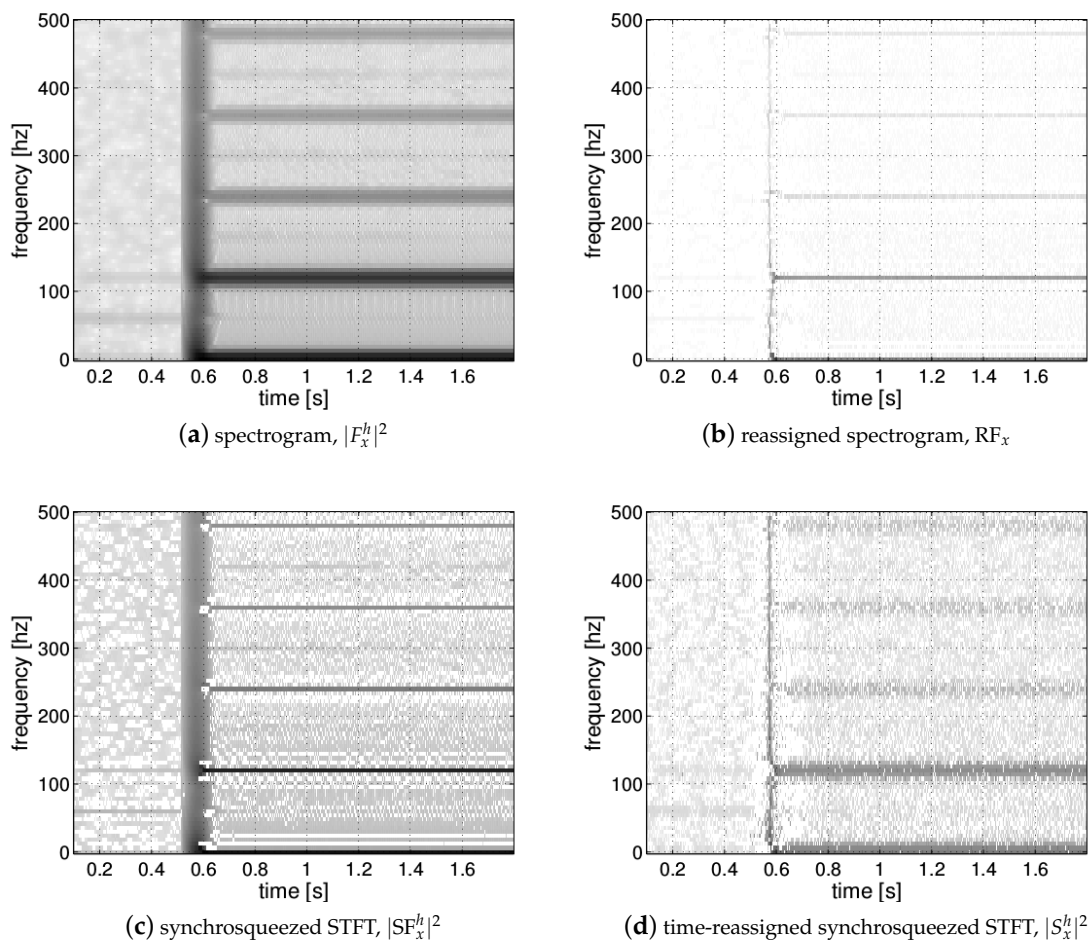 500
400
300
200
100
0
frequency [hz]
0.2 0.4 0.6 0.8 1 1.2 1.4 1.6
time [s]
(a) spectrogram, |F_x^h|^2
500
400
300
200
100
0
frequency [hz]
0.2 0.4 0.6 0.8 1 1.2 1.4 1.6
time [s]
(b) reassigned spectrogram, RF_x
500
400
300
200
100
0
frequency [hz]
0.2 0.4 0.6 0.8 1 1.2 1.4 1.6
time [s]
(c) synchrosqueezed STFT, |SF_x^h|^2
500
400
300
200
100
0
frequency [hz]
0.2 0.4 0.6 0.8 1 1.2 1.4 1.6
time [s]
(d) time-reassigned synchrosqueezed STFT, |S_x^h|^2